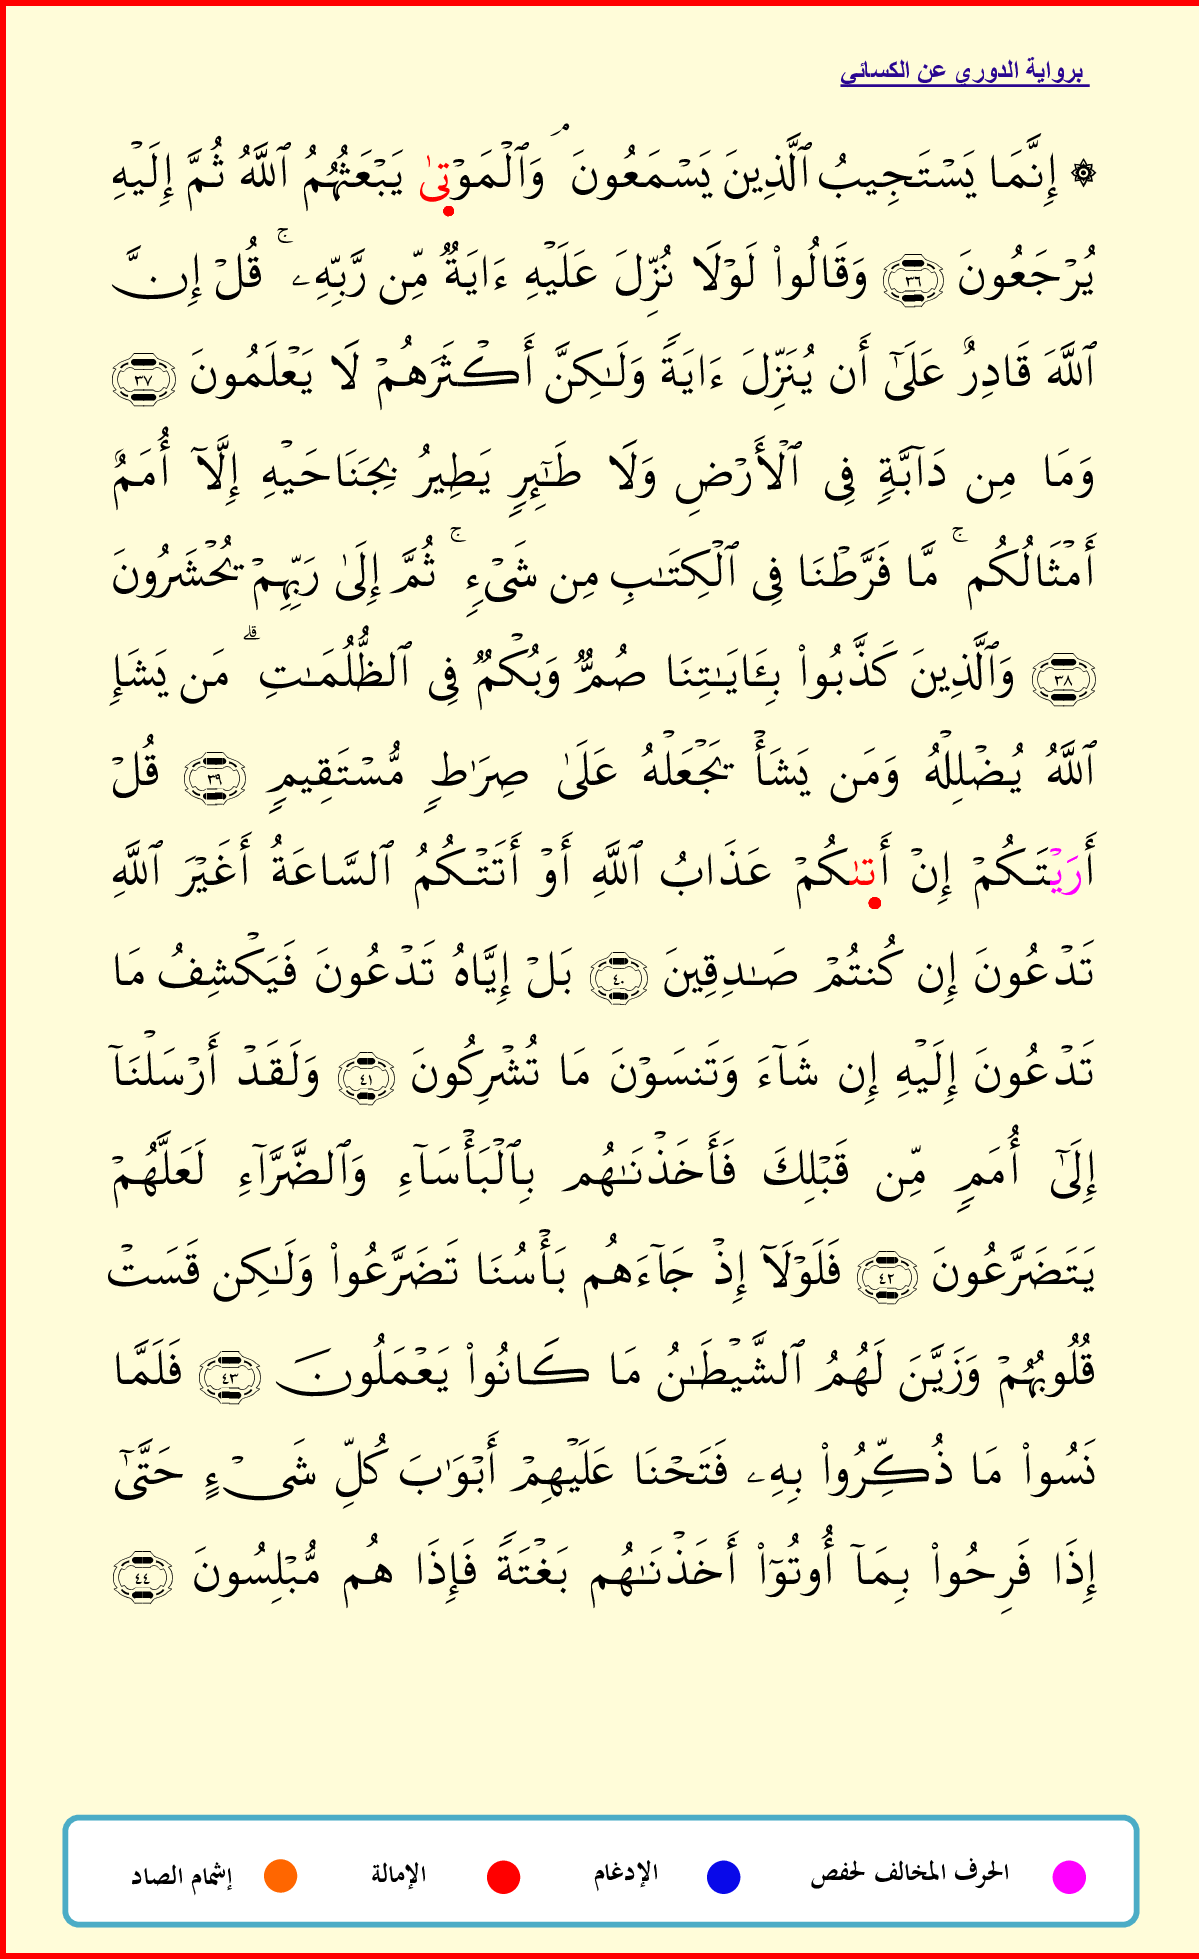 برواية الدوري عن الكسائي
۞ إِنَّمَا يَسۡتَجِيبُ ٱلَّذِينَ يَسۡمَعُونَۘ وَٱلۡمَوۡتَىٰ يَبۡعَثُهُمُ ٱللَّهُ ثُمَّ إِلَيۡهِ
يُرۡجَعُونَ ٣٦ وَقَالُواْ لَوۡلَا نُزِّلَ عَلَيۡهِ ءَايَةٞ مِّن رَّبِّهِۦۚ قُلۡ إِنَّ
ٱللَّهَ قَادِرٌ عَلَىٰٓ أَن يُنَزِّلَ ءَايَةٗ وَلَٰكِنَّ أَكۡثَرَهُمۡ لَا يَعۡلَمُونَ ٣٧
وَمَا مِن دَآبَّةٖ فِي ٱلۡأَرۡضِ وَلَا طَٰٓئِرٖ يَطِيرُ بِجَنَاحَيۡهِ إِلَّآ أُمَمٌ
أَمۡثَالُكُمۚ مَّا فَرَّطۡنَا فِي ٱلۡكِتَٰبِ مِن شَيۡءٖۚ ثُمَّ إِلَىٰ رَبِّهِمۡ يُحۡشَرُونَ
٣٨ وَٱلَّذِينَ كَذَّبُواْ بِـَٔايَٰتِنَا صُمّٞ وَبُكۡمٞ فِي ٱلظُّلُمَٰتِۗ مَن يَشَإِ
ٱللَّهُ يُضۡلِلۡهُ وَمَن يَشَأۡ يَجۡعَلۡهُ عَلَىٰ صِرَٰطٖ مُّسۡتَقِيمٖ ٣٩ قُلۡ
أَرَيۡتَكُمۡ إِنۡ أَتَىٰكُمۡ عَذَابُ ٱللَّهِ أَوۡ أَتَتۡكُمُ ٱلسَّاعَةُ أَغَيۡرَ ٱللَّهِ
تَدۡعُونَ إِن كُنتُمۡ صَٰدِقِينَ ٤٠ بَلۡ إِيَّاهُ تَدۡعُونَ فَيَكۡشِفُ مَا
تَدۡعُونَ إِلَيۡهِ إِن شَآءَ وَتَنسَوۡنَ مَا تُشۡرِكُونَ ٤١ وَلَقَدۡ أَرۡسَلۡنَآ
إِلَىٰٓ أُمَمٖ مِّن قَبۡلِكَ فَأَخَذۡنَٰهُم بِٱلۡبَأۡسَآءِ وَٱلضَّرَّآءِ لَعَلَّهُمۡ
يَتَضَرَّعُونَ ٤٢ فَلَوۡلَآ إِذۡ جَآءَهُم بَأۡسُنَا تَضَرَّعُواْ وَلَٰكِن قَسَتۡ
قُلُوبُهُمۡ وَزَيَّنَ لَهُمُ ٱلشَّيۡطَٰنُ مَا كَانُواْ يَعۡمَلُونَ ٤٣ فَلَمَّا
نَسُواْ مَا ذُكِّرُواْ بِهِۦ فَتَحۡنَا عَلَيۡهِمۡ أَبۡوَٰبَ كُلِّ شَيۡءٍ حَتَّىٰٓ
إِذَا فَرِحُواْ بِمَآ أُوتُوٓاْ أَخَذۡنَٰهُم بَغۡتَةٗ فَإِذَا هُم مُّبۡلِسُونَ ٤٤
الحرف المخالف لحفص الإدغام الإمالة إشمام الصاد